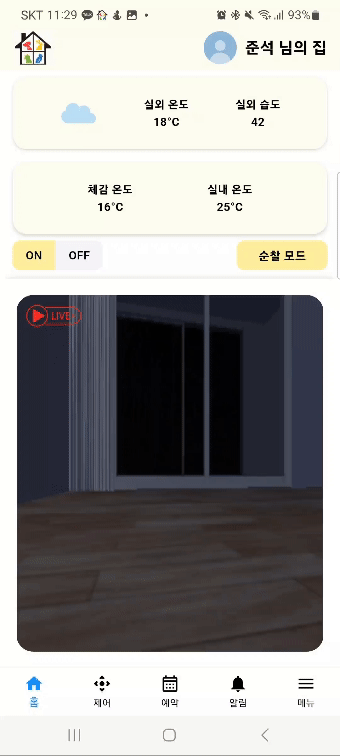 SKT 11:29
93%
준석 님의 집
실외 온도
실외 습도
18°C
42
체감 온도
실내 온도
16°C
25°C
ON
OFF
순찰 모드
LIVE
홈
제어
예약
알림
메뉴